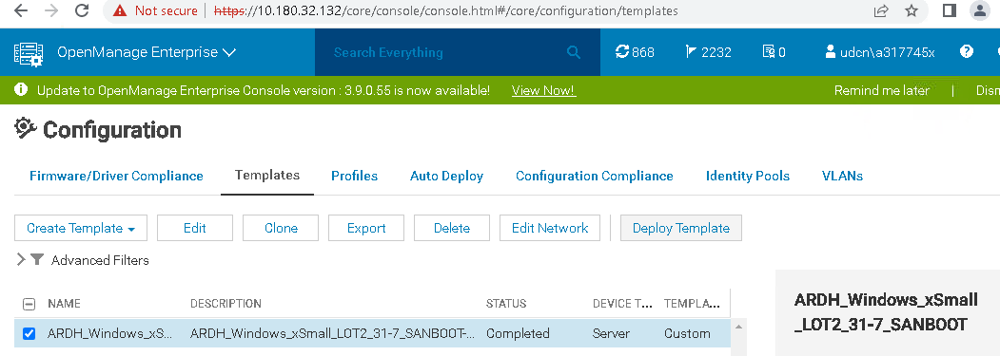 Not secure | https://10.180.32.132/core/console/console.html#/core/configuration/templates
OpenManage Enterprise Search Everything 868 2232 0 udcn\a317745x
Update to OpenManage Enterprise Console version : 3.9.0.55 is now available! View Now! Remind me later | Disn
Configuration
Firmware/Driver Compliance Templates Profiles Auto Deploy Configuration Compliance Identity Pools VLANs
Create Template Edit Clone Export Delete Edit Network Deploy Template
Advanced Filters
NAME DESCRIPTION STATUS DEVICE T... TEMPLA...
ARDH_Windows_xS... ARDH_Windows_xSmall_LOT2_31-7_SANBOOT-... Completed Server Custom
ARDH_Windows_xSmall
_LOT2_31-7_SANBOOT